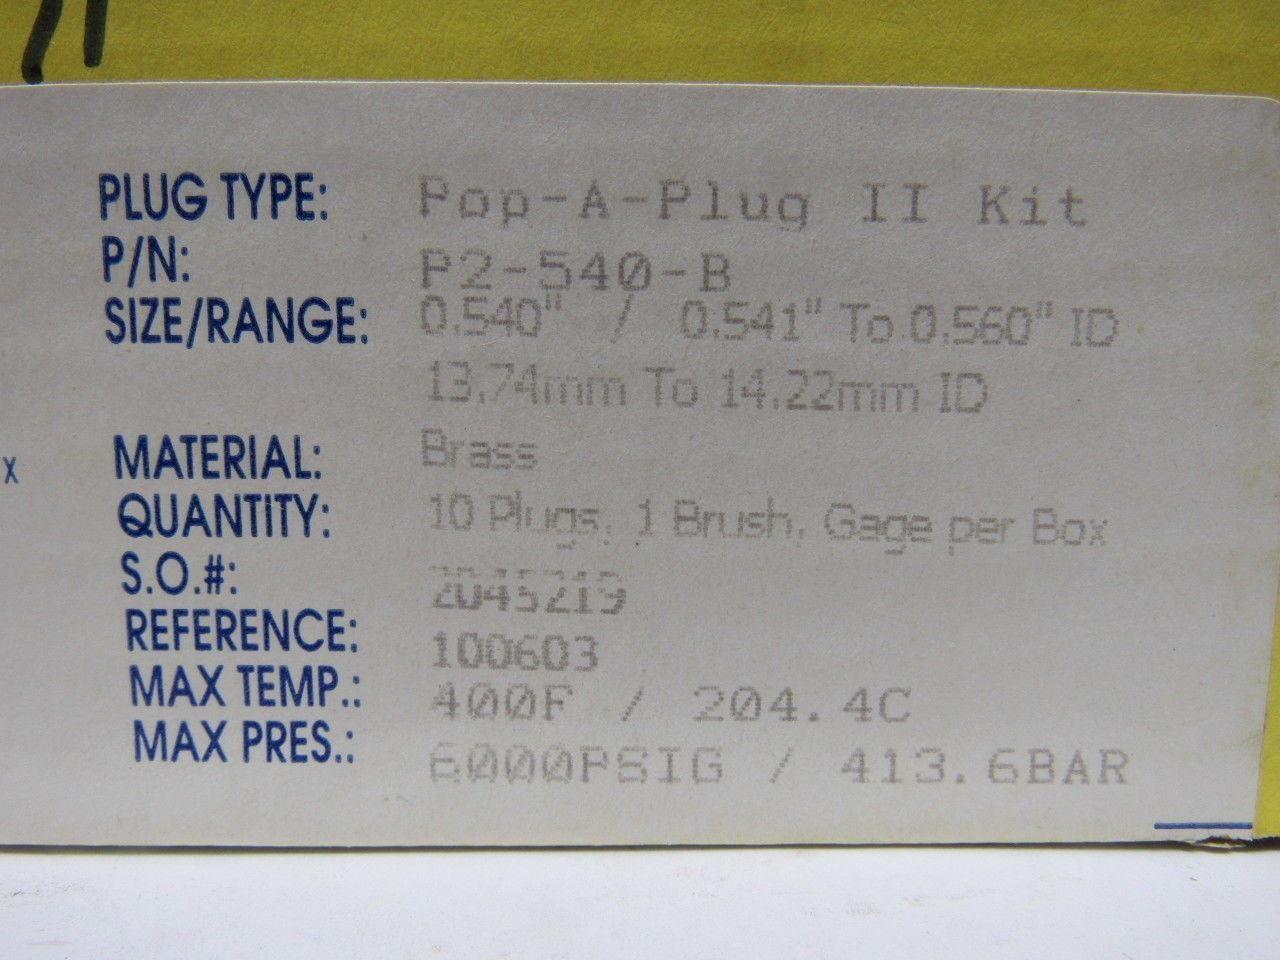 PLUG TYPE: Pop-A-Plug II Kit
P/N: P2-540-B
SIZE/RANGE: 0.540" / 0.541" To 0.560" ID
13.74mm To 14.22mm ID
MATERIAL: Brass
x
QUANTITY: 10 Plugs, 1 Brush, Gage per Box
S.O.#: 2045219
REFERENCE: 100603
MAX TEMP.: 400F / 204.4C
MAX PRES.: 6000PSIG / 413.6BAR